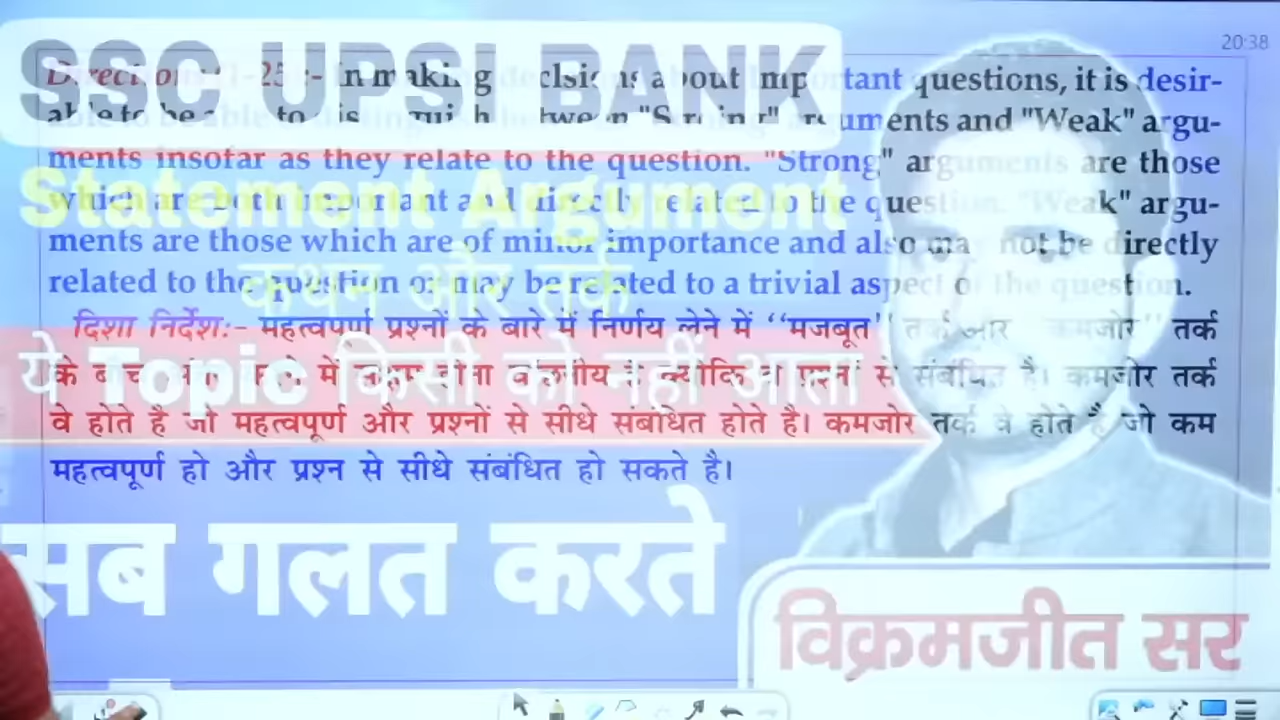 20:38
SSC UPSI BANK
Direction (1-25):- In making decisions about important questions, it is desir-
able to be able to distinguish between "Strong" arguments and "Weak" argu-
ments insofar as they relate to the question. "Strong" arguments are those
which are both important and directly related to the question. "Weak" argu-
ments are those which are of minor importance and also may not be directly
related to the question or may be related to a trivial aspect of the question.
Statement Argument
कथन और तर्क
दिशा निर्देश:- महत्वपूर्ण प्रश्नों के बारे में निर्णय लेने में ‘‘मजबूत’’ तर्क और ‘‘कमजोर’’ तर्क
के बीच में होना वांछनीय है क्योंकि प्रश्नों से संबंधित है। कमजोर तर्क
वे होते है जो महत्वपूर्ण और प्रश्नों से सीधे संबंधित होते है। कमजोर तर्क वे होते है जो कम
महत्वपूर्ण हो और प्रश्न से सीधे संबंधित हो सकते है।
ये Topic किसी को नहीं आता
सब गलत करते
विक्रमजीत सर